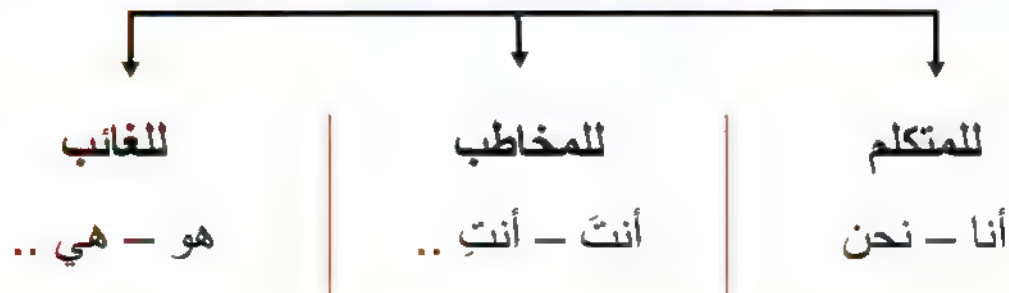 للمتكلم للمخاطب للغائب
أنا – نحن أنتَ – أنتِ .. هو – هي ..